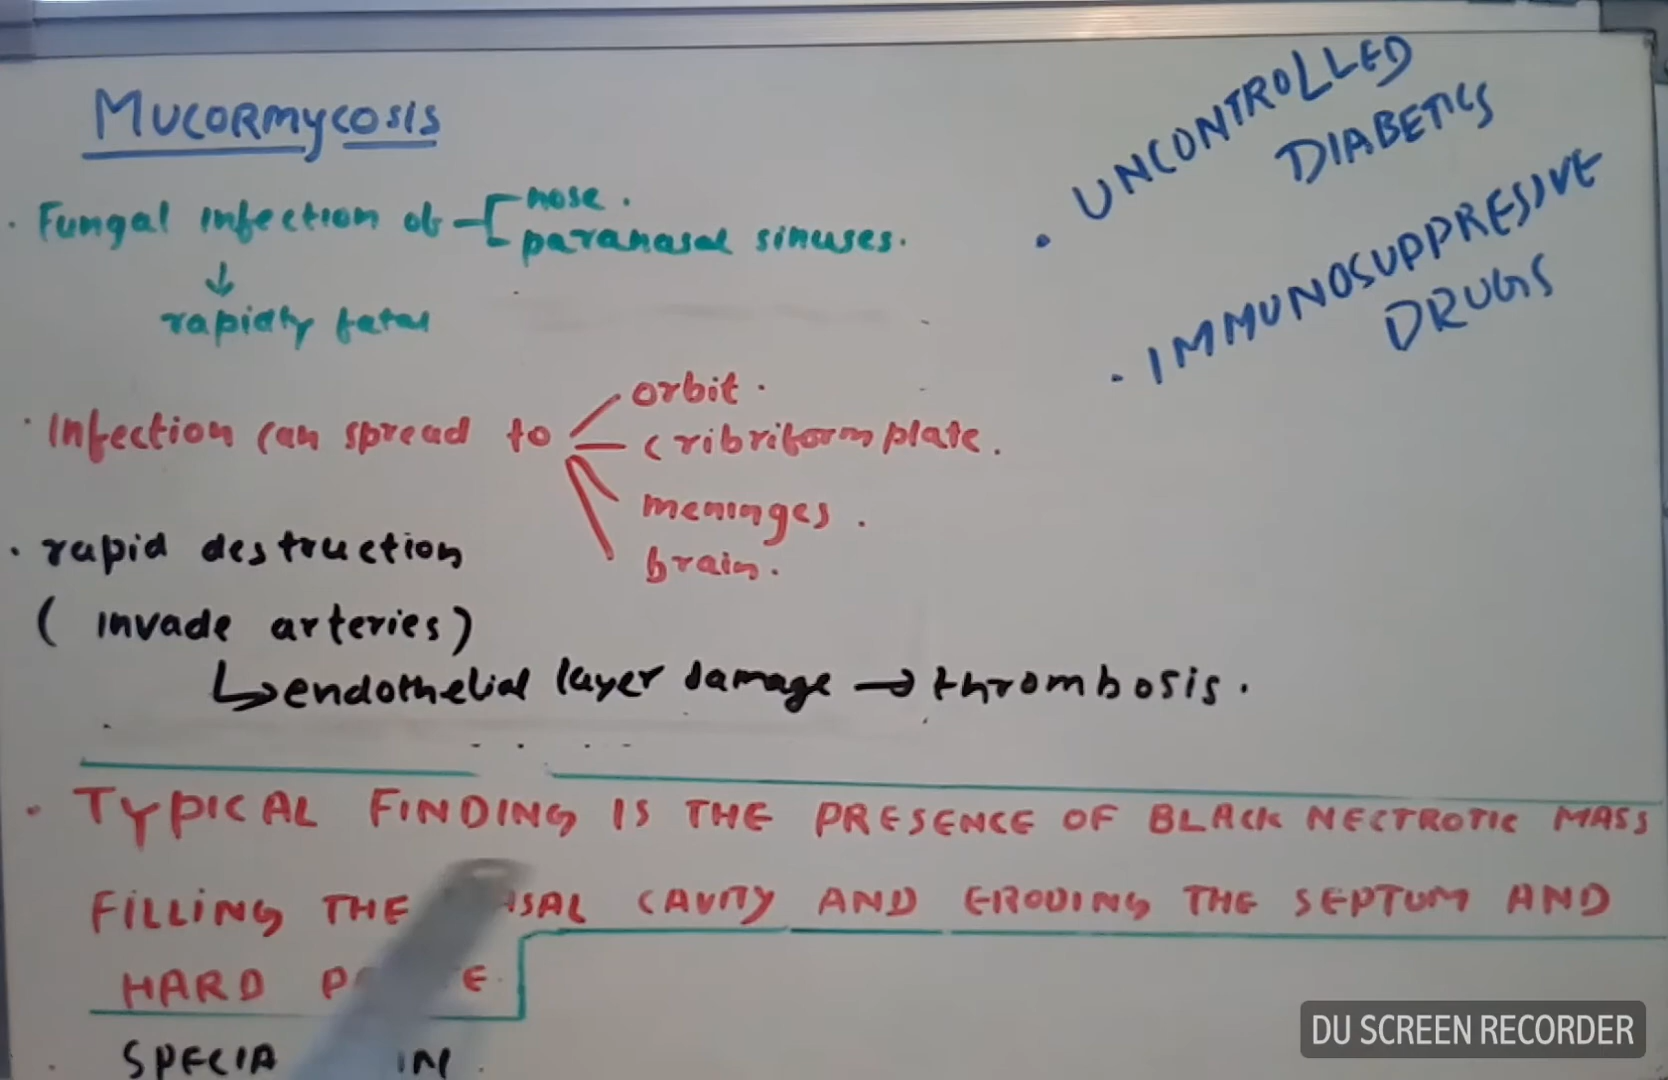 MUCORMYCOSIS
. Fungal infection of nose.
paranasal sinuses.
↓
rapidly fatal
. UNCONTROLLED
DIABETICS
. IMMUNOSUPPRESIVE
DRUGS
. Infection can spread to orbit.
cribriform plate.
meninges.
brain.
. rapid destruction
( invade arteries)
↳ endothelial layer damage → thrombosis.
. TYPICAL FINDING IS THE PRESENCE OF BLACK NECTROTIC MASS
FILLING THE CAVITY AND ERODING THE SEPTUM AND
HARD
DU SCREEN RECORDER